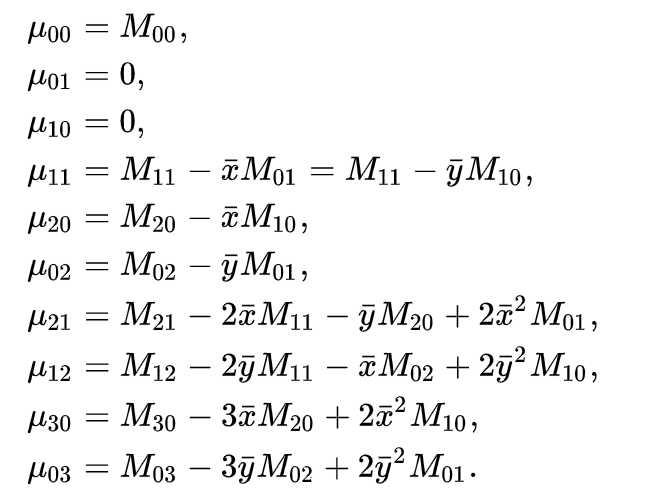 μ₀₀ = M₀₀,
μ₀₁ = 0,
μ₁₀ = 0,
μ₁₁ = M₁₁ − x̄M₀₁ = M₁₁ − ȳM₁₀,
μ₂₀ = M₂₀ − x̄M₁₀,
μ₀₂ = M₀₂ − ȳM₀₁,
μ₂₁ = M₂₁ − 2x̄M₁₁ − ȳM₂₀ + 2x̄²M₀₁,
μ₁₂ = M₁₂ − 2ȳM₁₁ − x̄M₀₂ + 2ȳ²M₁₀,
μ₃₀ = M₃₀ − 3x̄M₂₀ + 2x̄²M₁₀,
μ₀₃ = M₀₃ − 3ȳM₀₂ + 2ȳ²M₀₁.